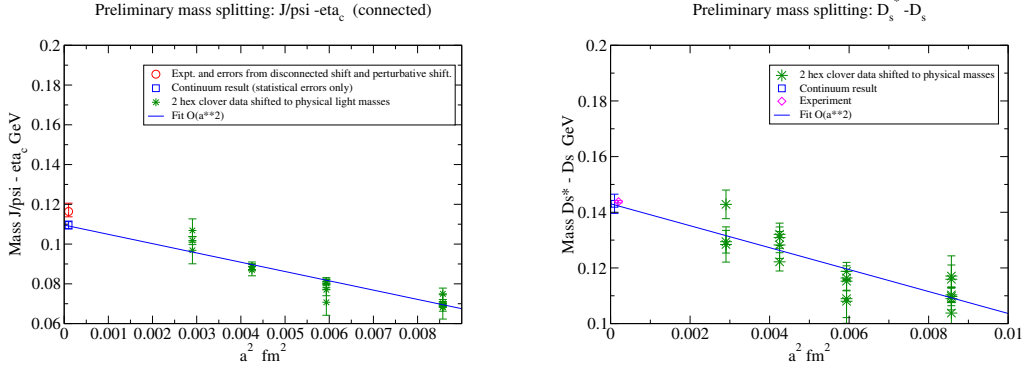 Preliminary mass splitting: J/psi -eta_c (connected)
0.2
0.18
0.16
0.14
0.12
0.1
0.08
0.06
Mass J/psi - eta_c GeV
Expt. and errors from disconnected shift and perturbative shift.
Continuum result (statistical errors only)
2 hex clover data shifted to physical light masses
Fit O(a**2)
0 0.001 0.002 0.003 0.004 0.005 0.006 0.007 0.008
a^2 fm^2
Preliminary mass splitting: D_s^* -D_s
0.2
0.18
0.16
0.14
0.12
0.1
Mass Ds* - Ds GeV
2 hex clover data shifted to physical masses
Continuum result
Experiment
Fit O(a**2)
0 0.002 0.004 0.006 0.008 0.01
a^2 fm^2